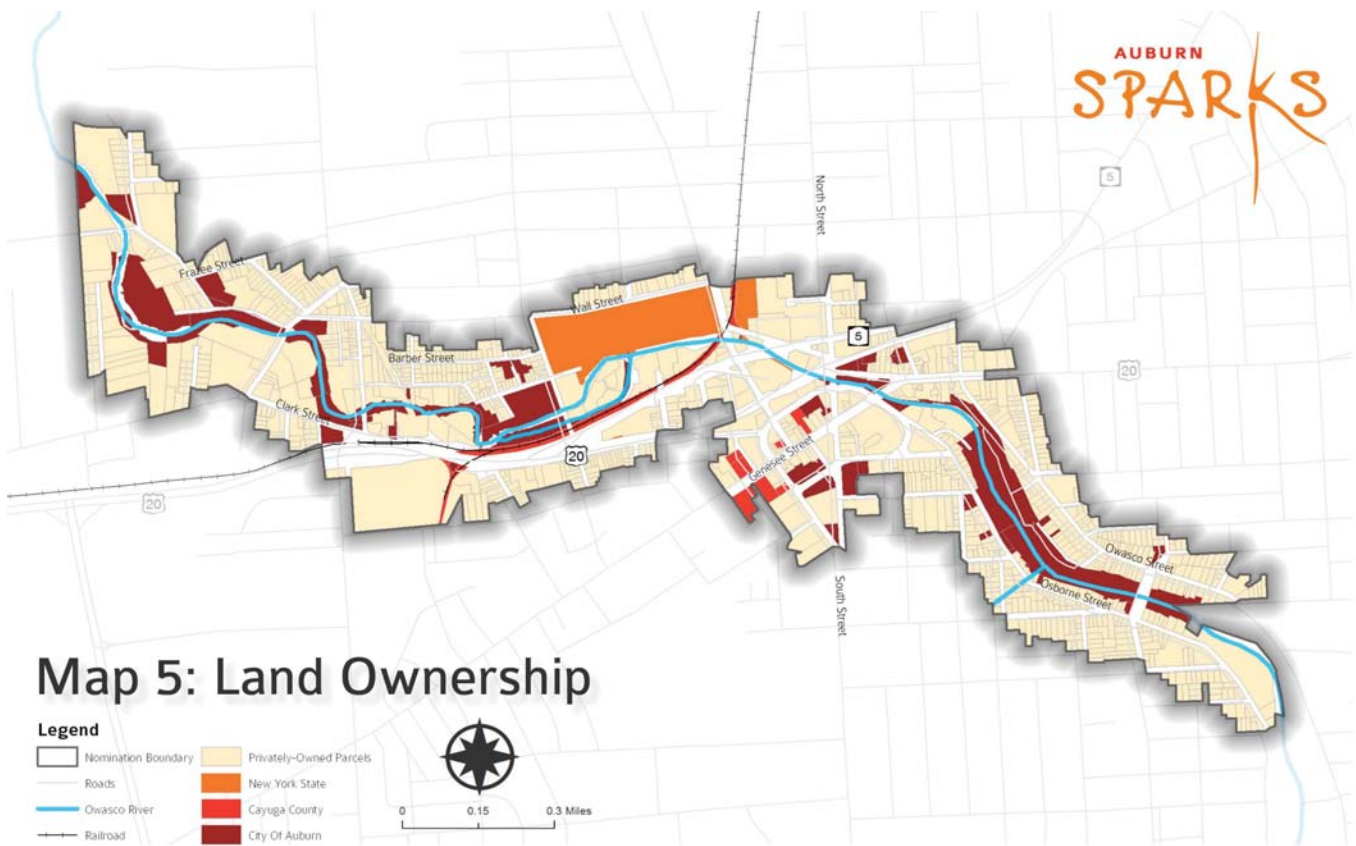 AUBURN
SPARKS
5
North Street
Frazee Street
Wall Street
5
Barber Street
20
Clark Street
20
Genesee Street
20
Owasco Street
Osborne Street
South Street
Map 5: Land Ownership
Legend
Nomination Boundary
Privately-Owned Parcels
Roads
New York State
Owasco River
Cayuga County
Railroad
City Of Auburn
0 0.15 0.3 Miles